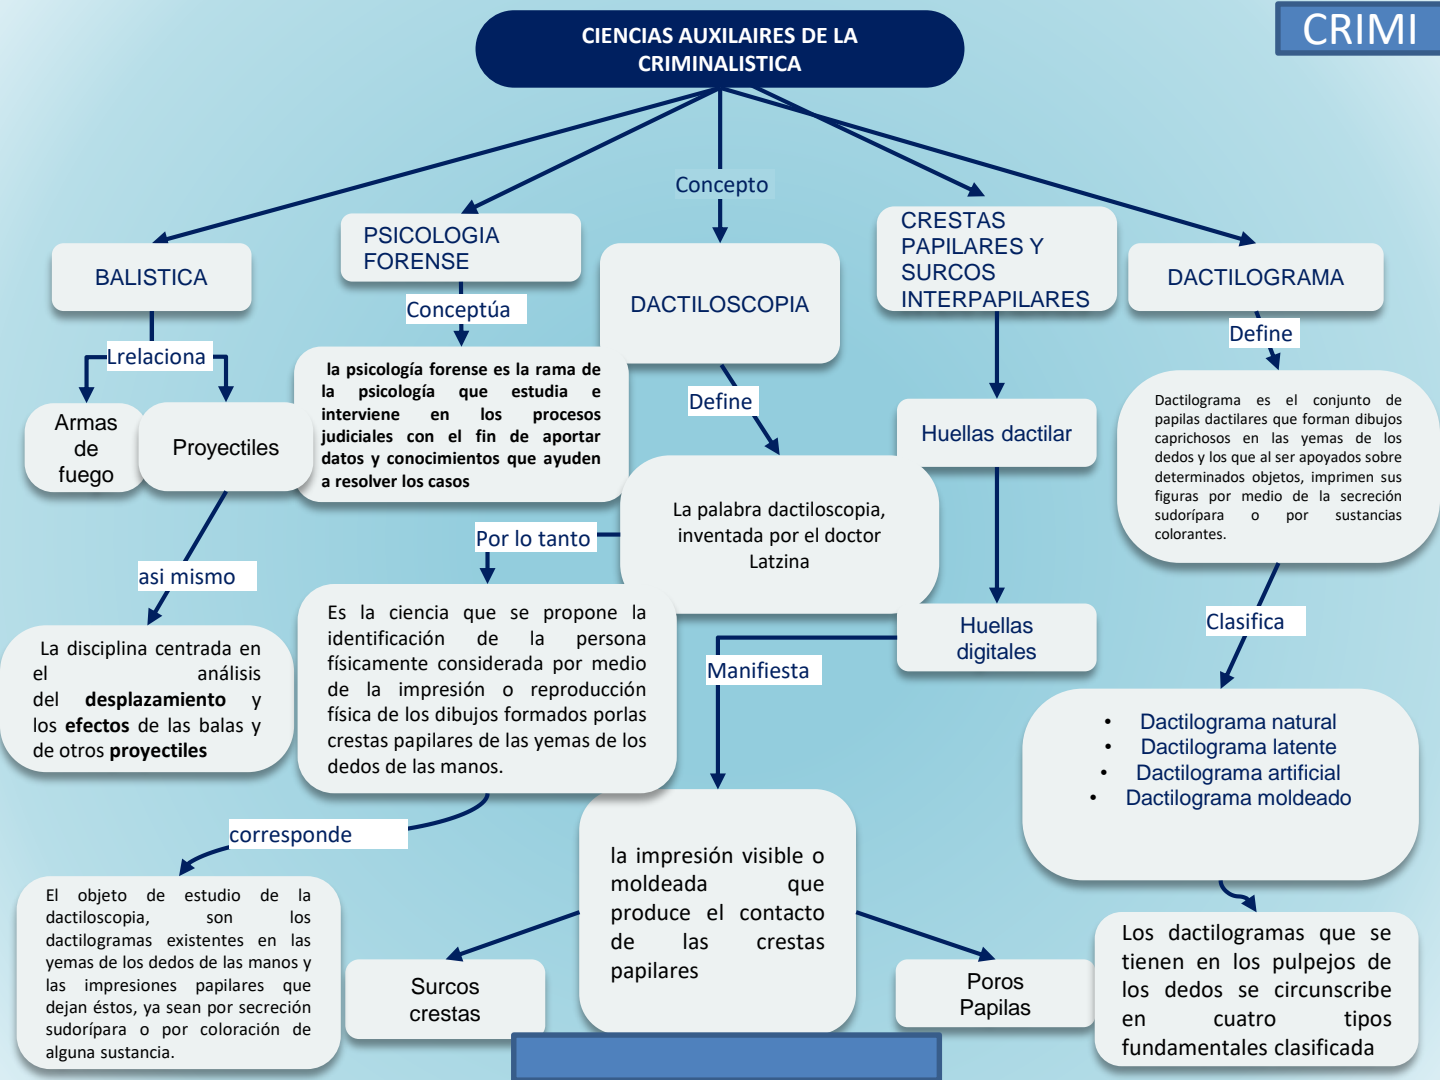 CIENCIAS AUXILAIRES DE LA
CRIMINALISTICA
CRIMI
Concepto
BALISTICA
PSICOLOGIA
FORENSE
DACTILOSCOPIA
CRESTAS
PAPILARES Y
SURCOS
INTERPAPILARES
DACTILOGRAMA
Lrelaciona
Conceptúa
Define
Define
Armas
de
fuego
Proyectiles
la psicología forense es la rama de
la psicología que estudia e
interviene en los procesos
judiciales con el fin de aportar
datos y conocimientos que ayuden
a resolver los casos
Huellas dactilar
Dactilograma es el conjunto de
papilas dactilares que forman dibujos
caprichosos en las yemas de los
dedos y los que al ser apoyados sobre
determinados objetos, imprimen sus
figuras por medio de la secreción
sudorípara o por sustancias
colorantes.
asi mismo
Por lo tanto
La palabra dactiloscopia,
inventada por el doctor
Latzina
Clasifica
La disciplina centrada en
el análisis
del desplazamiento y
los efectos de las balas y
de otros proyectiles
Es la ciencia que se propone la
identificación de la persona
físicamente considerada por medio
de la impresión o reproducción
física de los dibujos formados porlas
crestas papilares de las yemas de los
dedos de las manos.
Huellas
digitales
Manifiesta
• Dactilograma natural
• Dactilograma latente
• Dactilograma artificial
• Dactilograma moldeado
corresponde
El objeto de estudio de la
dactiloscopia, son los
dactilogramas existentes en las
yemas de los dedos de las manos y
las impresiones papilares que
dejan éstos, ya sean por secreción
sudorípara o por coloración de
alguna sustancia.
Surcos
crestas
la impresión visible o
moldeada que
produce el contacto
de las crestas
papilares
Poros
Papilas
Los dactilogramas que se
tienen en los pulpejos de
los dedos se circunscribe
en cuatro tipos
fundamentales clasificada